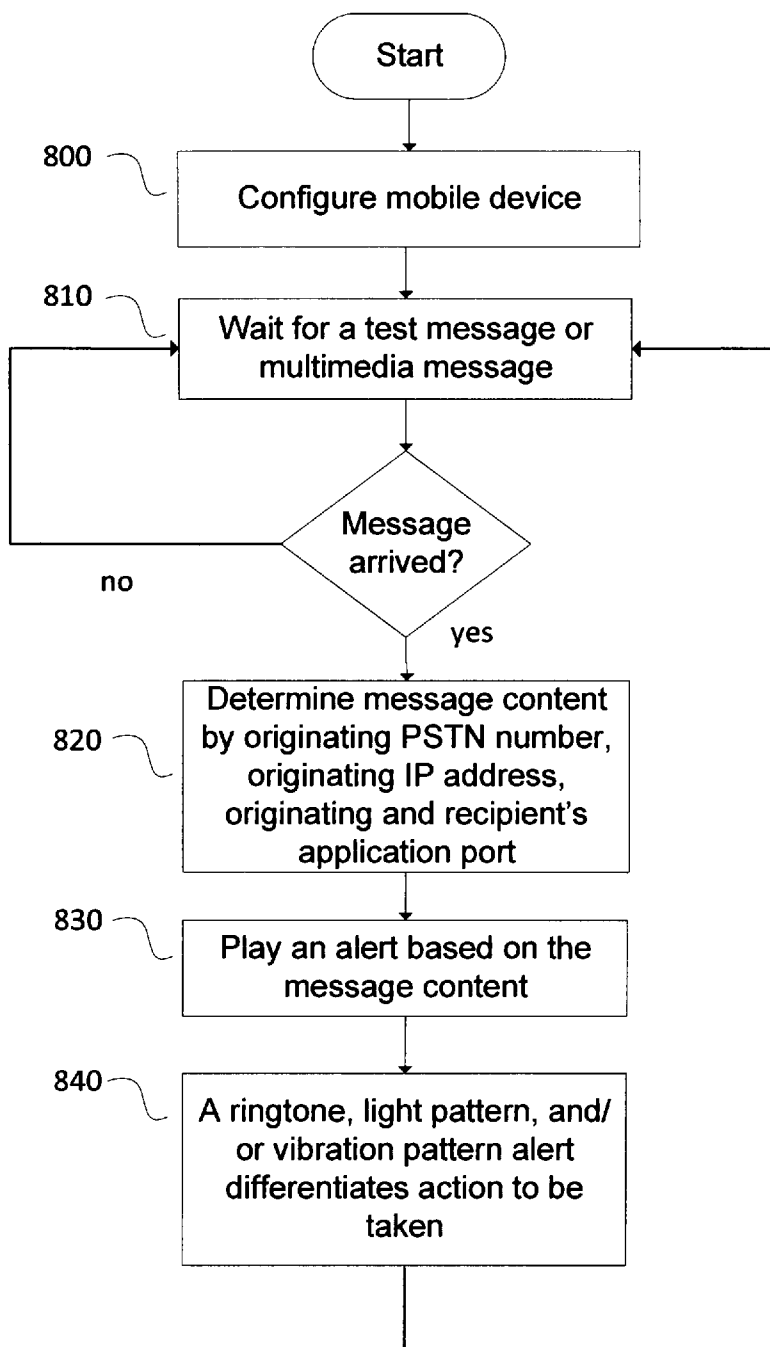 Start
800
Configure mobile device
810
Wait for a test message or
multimedia message
Message
arrived?
no
yes
820
Determine message content
by originating PSTN number,
originating IP address,
originating and recipient's
application port
830
Play an alert based on the
message content
840
A ringtone, light pattern, and/
or vibration pattern alert
differentiates action to be
taken